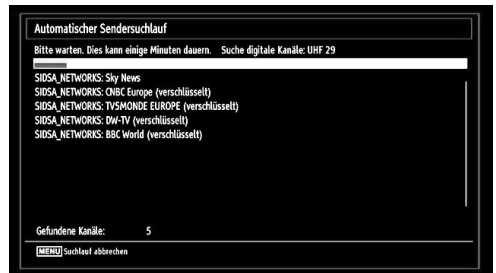 Automatischer Sendersuchlauf
Bitte warten. Dies kann einige Minuten dauern. Suche digitale Kanäle: UHF 29
SIDSA_NETWORKS: Sky News
SIDSA_NETWORKS: CNBC Europe (verschlüsselt)
SIDSA_NETWORKS: TV5MONDE EUROPE (verschlüsselt)
SIDSA_NETWORKS: DW-TV (verschlüsselt)
SIDSA_NETWORKS: BBC World (verschlüsselt)
Gefundene Kanäle: 5
MENU Suchlauf abbrechen